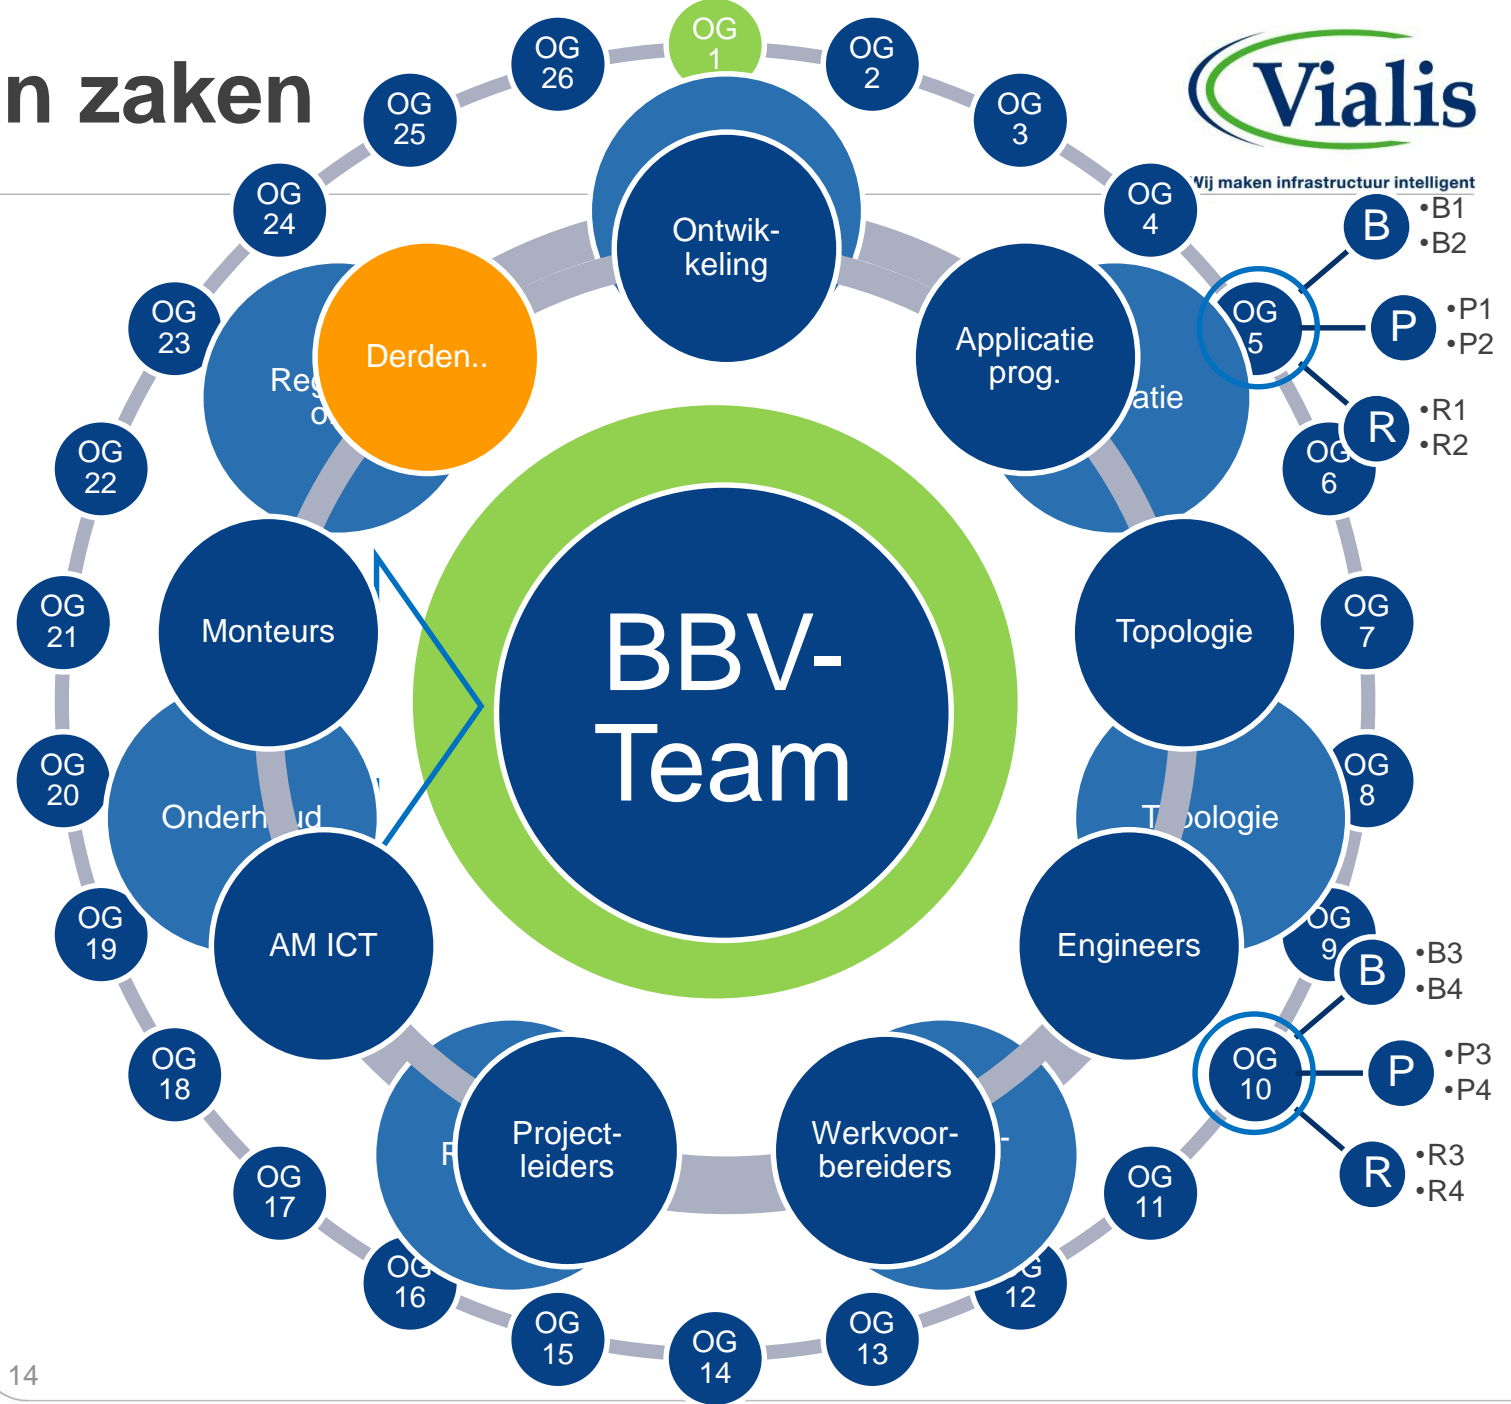 n zaken
Vialis
Wij maken infrastructuur intelligent
OG
1
OG
2
OG
3
OG
4
OG
5
OG
6
OG
7
OG
8
OG
9
OG
10
OG
11
OG
12
OG
13
OG
14
OG
15
OG
16
OG
17
OG
18
OG
19
OG
20
OG
21
OG
22
OG
23
OG
24
OG
25
OG
26
B
•B1
•B2
P
•P1
•P2
R
•R1
•R2
B
•B3
•B4
P
•P3
•P4
R
•R3
•R4
Ontwik-
keling
Applicatie
prog.
atie
Topologie
Topologie
Engineers
Werkvoor-
bereiders
Project-
leiders
AM ICT
Onderhoud
Monteurs
Derden..
BBV-
Team
14